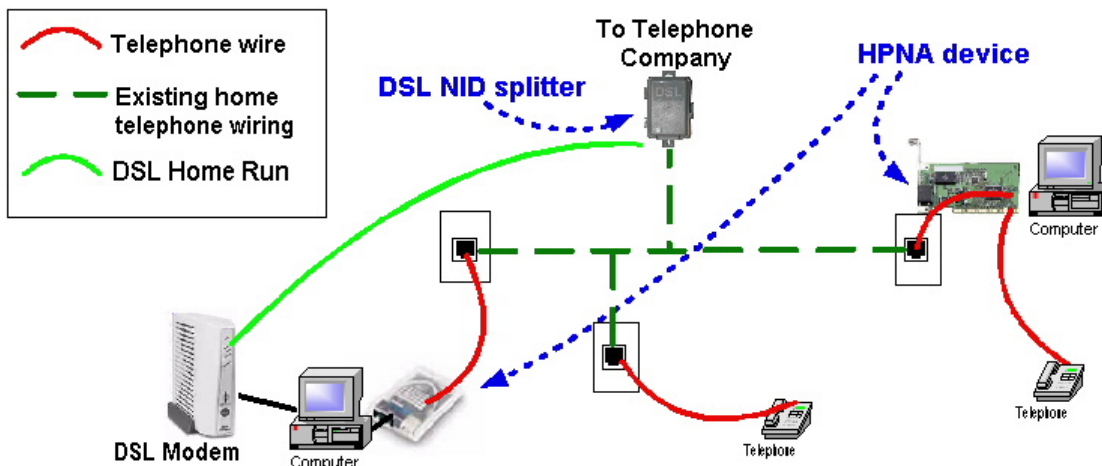 Telephone wire
Existing home
telephone wiring
DSL Home Run
To Telephone
Company
DSL NID splitter
HPNA device
DSL
Computer
Telephone
Telephone
DSL Modem
Computer